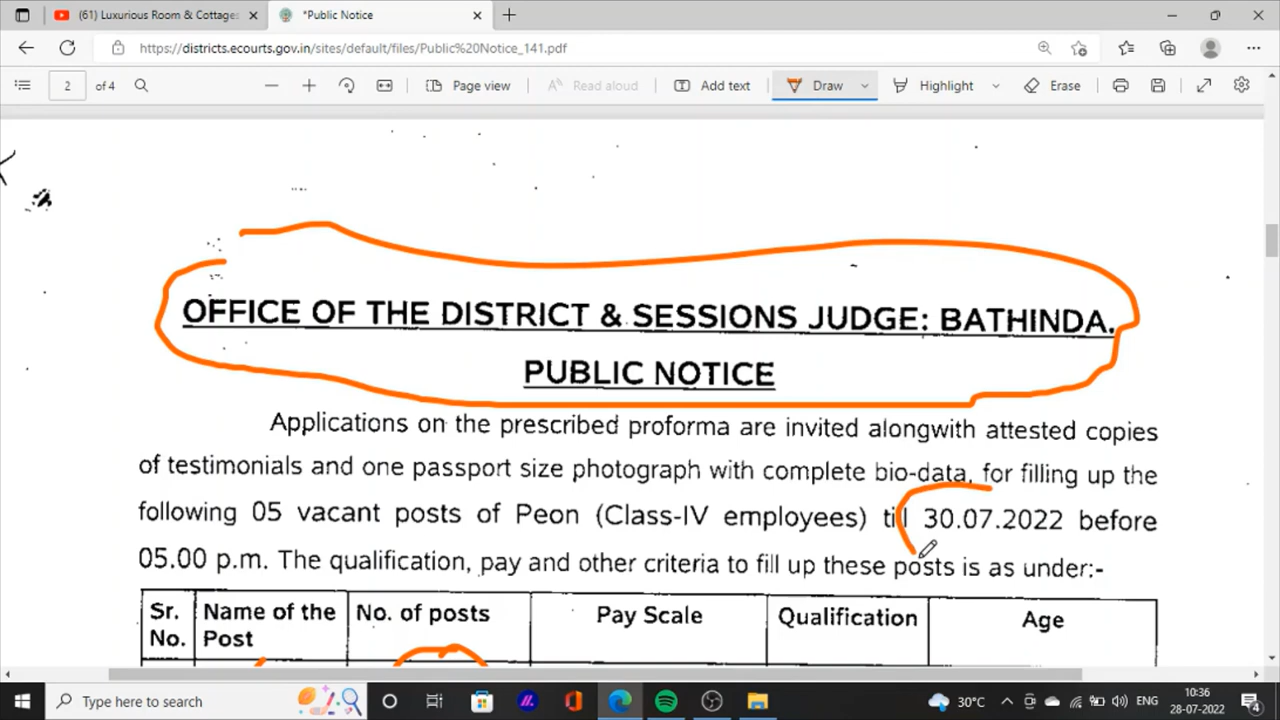 (61) Luxurious Room & Cottages
*Public Notice
https://districts.ecourts.gov.in/sites/default/files/Public%20Notice_141.pdf
2 of 4
Page view
Read aloud
Add text
Draw
Highlight
Erase
OFFICE OF THE DISTRICT & SESSIONS JUDGE: BATHINDA.
PUBLIC NOTICE
Applications on the prescribed proforma are invited alongwith attested copies
of testimonials and one passport size photograph with complete bio-data, for filling up the
following 05 vacant posts of Peon (Class-IV employees) till 30.07.2022 before
05.00 p.m. The qualification, pay and other criteria to fill up these posts is as under:-
Sr. No.
Name of the Post
No. of posts
Pay Scale
Qualification
Age
Type here to search
30°C
ENG
10:36
28-07-2022
4